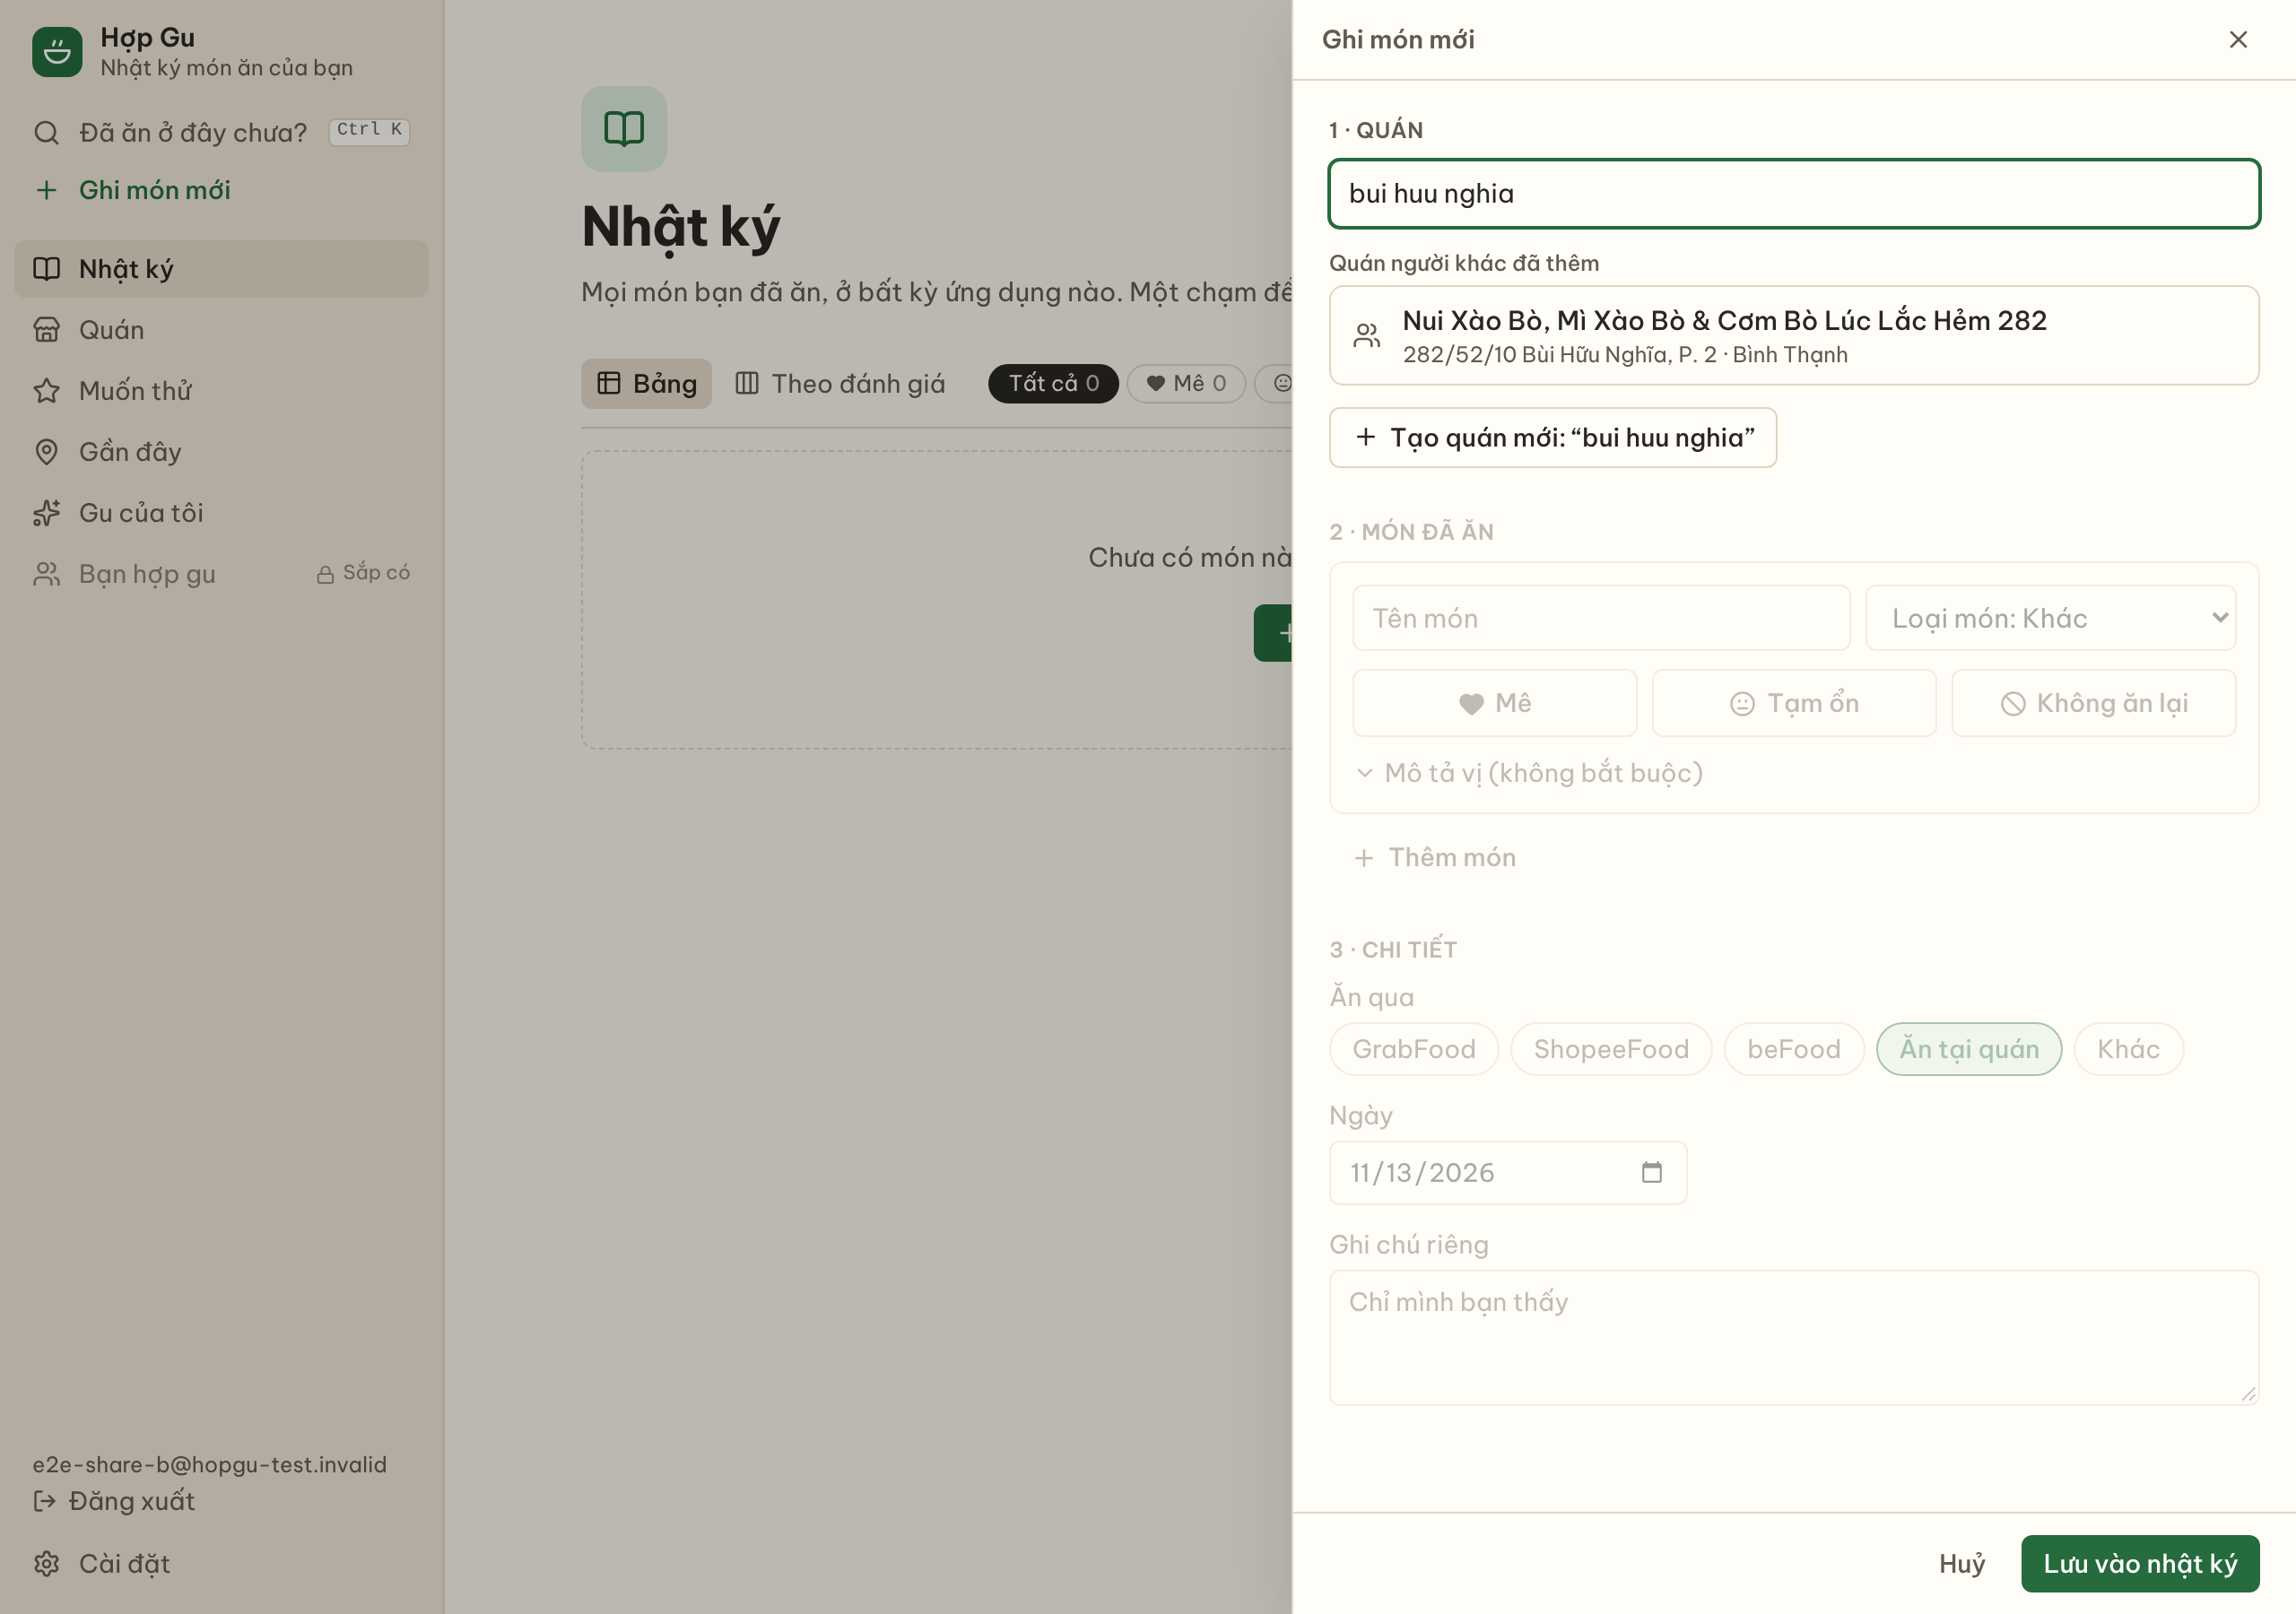 Hợp Gu
Nhật ký món ăn của bạn
Đã ăn ở đây chưa? Ctrl K
Ghi món mới
Nhật ký
Quán
Muốn thử
Gần đây
Gu của tôi
Bạn hợp gu Sắp có
e2e-share-b@hopgu-test.invalid
Đăng xuất
Cài đặt
Nhật ký
Mọi món bạn đã ăn, ở bất kỳ ứng dụng nào. Một chạm để
Bảng Theo đánh giá Tất cả 0 Mê 0
Chưa có món nà
Ghi món mới
1 · QUÁN
bui huu nghia
Quán người khác đã thêm
Nui Xào Bò, Mì Xào Bò & Cơm Bò Lúc Lắc Hẻm 282
282/52/10 Bùi Hữu Nghĩa, P. 2 · Bình Thạnh
+ Tạo quán mới: “bui huu nghia”
2 · MÓN ĐÃ ĂN
Tên món Loại món: Khác
Mê Tạm ổn Không ăn lại
Mô tả vị (không bắt buộc)
+ Thêm món
3 · CHI TIẾT
Ăn qua
GrabFood ShopeeFood beFood Ăn tại quán Khác
Ngày
11/13/2026
Ghi chú riêng
Chỉ mình bạn thấy
Huỷ Lưu vào nhật ký